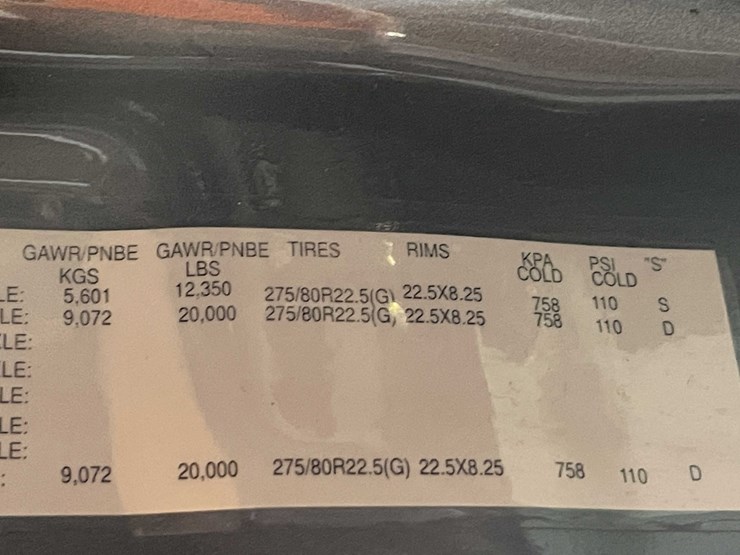 GAWR/PNBE GAWR/PNBE TIRES RIMS KPA PSI "S"
KGS LBS COLD COLD
LE: 5,601 12,350 275/80R22.5(G) 22.5X8.25 758 110 S
LE: 9,072 20,000 275/80R22.5(G) 22.5X8.25 758 110 D
LE:
LE:
LE:
LE:
LE:
: 9,072 20,000 275/80R22.5(G) 22.5X8.25 758 110 D